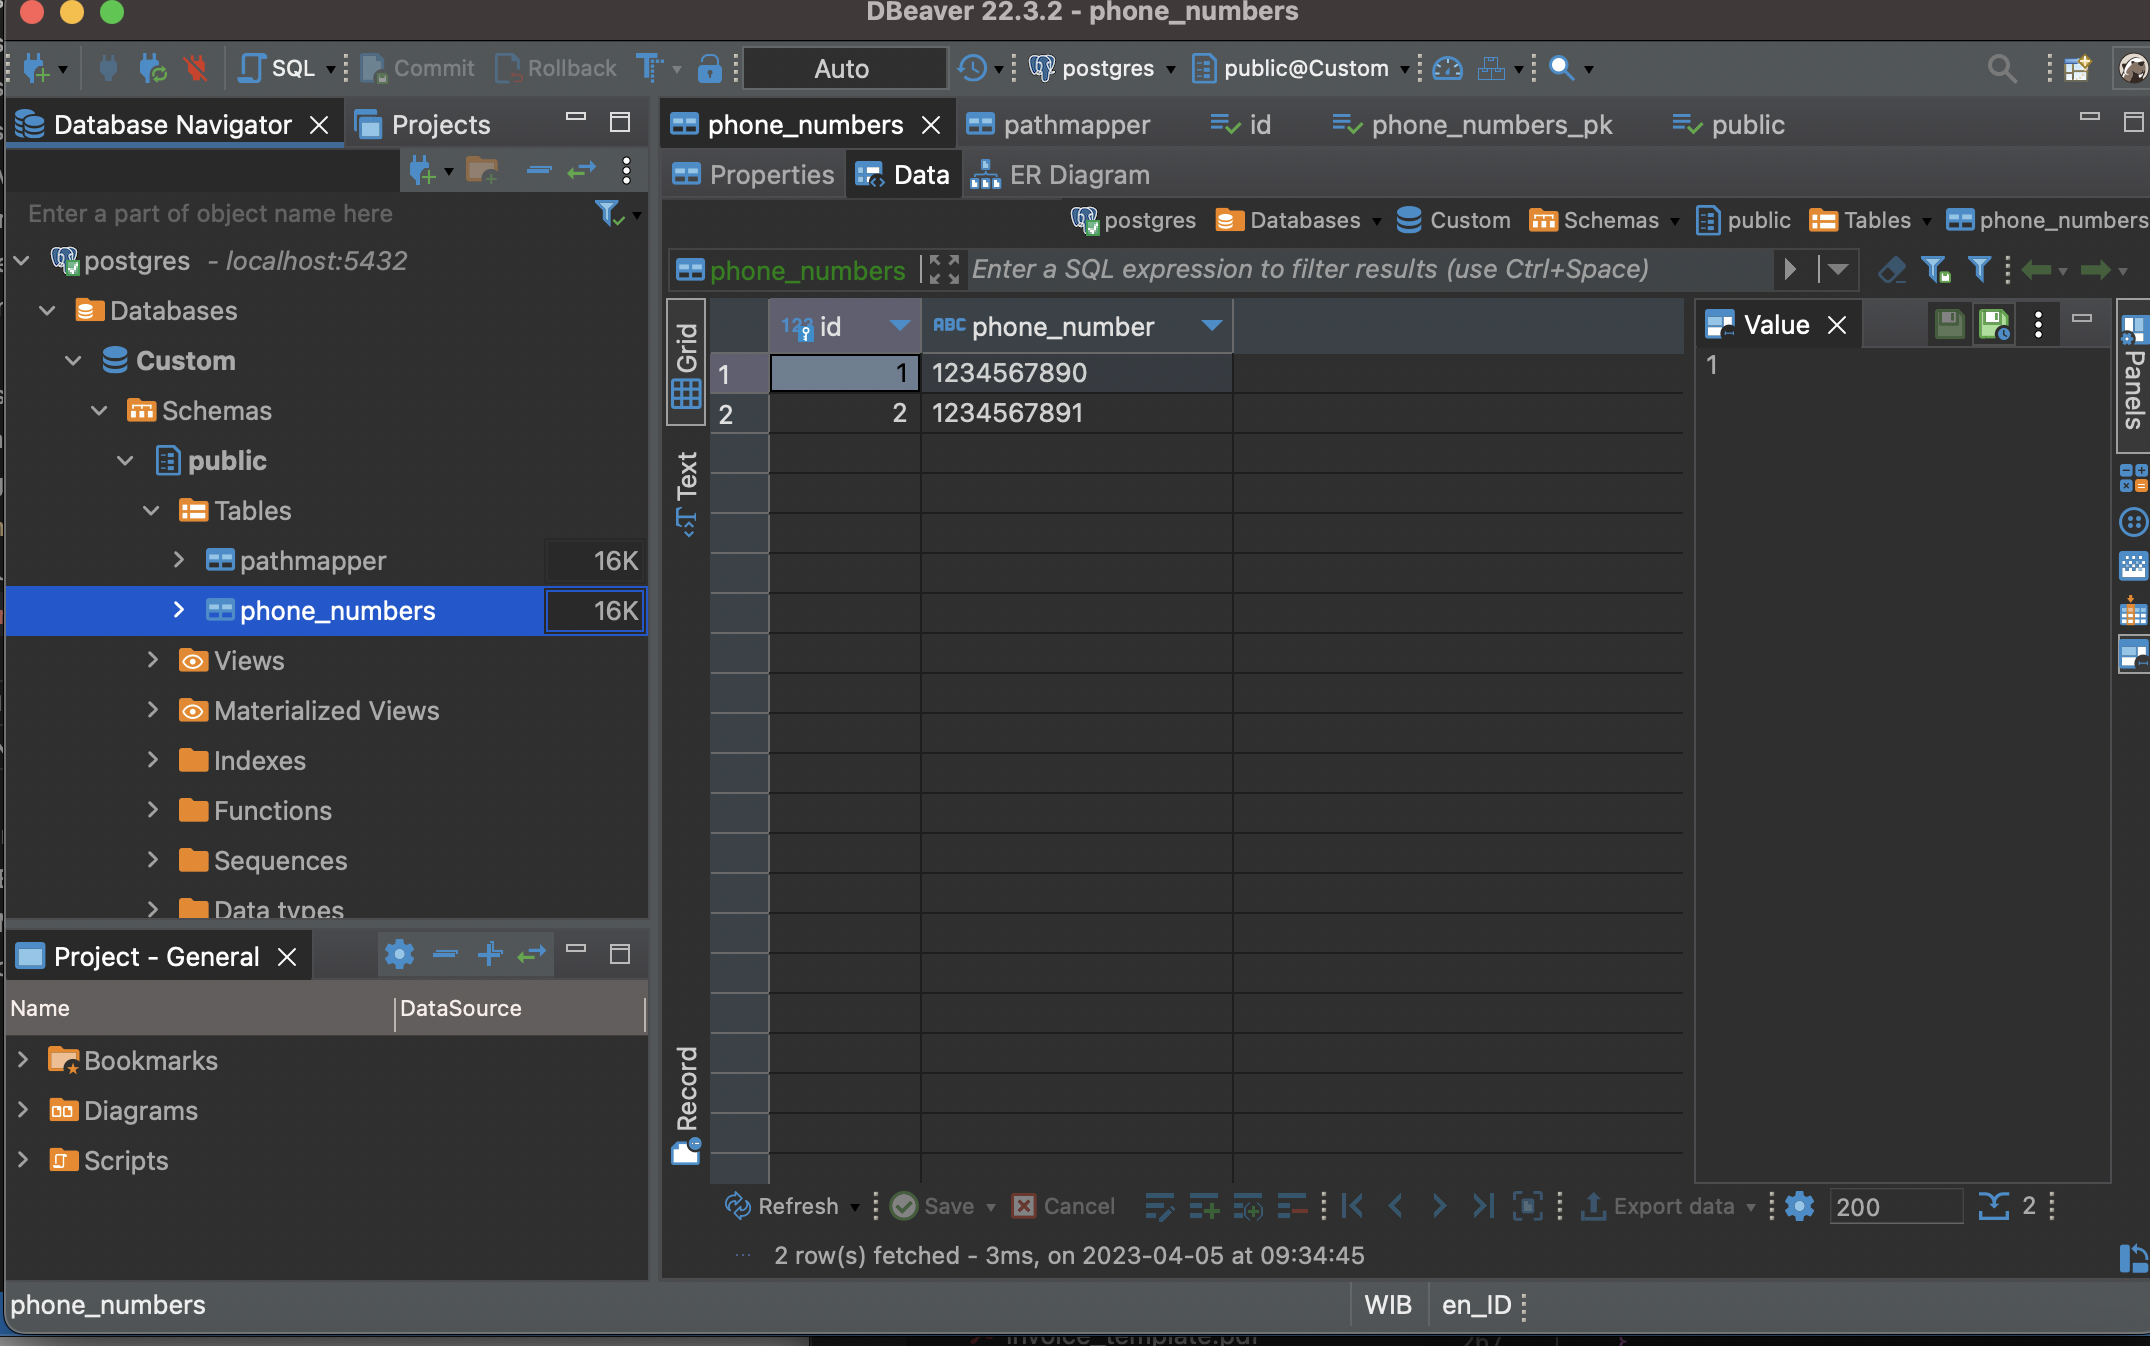 DBeaver 22.3.2 - phone_numbers
SQL
Commit
Rollback
Auto
postgres
public@Custom
Database Navigator
Projects
phone_numbers
pathmapper
id
phone_numbers_pk
public
Properties
Data
ER Diagram
Enter a part of object name here
postgres
Databases
Custom
Schemas
public
Tables
phone_numbers
postgres - localhost:5432
Databases
Custom
Schemas
public
Tables
pathmapper 16K
phone_numbers 16K
Views
Materialized Views
Indexes
Functions
Sequences
Data types
phone_numbers
Enter a SQL expression to filter results (use Ctrl+Space)
Grid
Text
Record
123 id
ABC phone_number
1 1 1234567890
2 2 1234567891
Value
1
Panels
Project - General
Name DataSource
Bookmarks
Diagrams
Scripts
Refresh
Save
Cancel
Export data
200
2
2 row(s) fetched - 3ms, on 2023-04-05 at 09:34:45
phone_numbers
WIB
en_ID
invoice_template.pdf